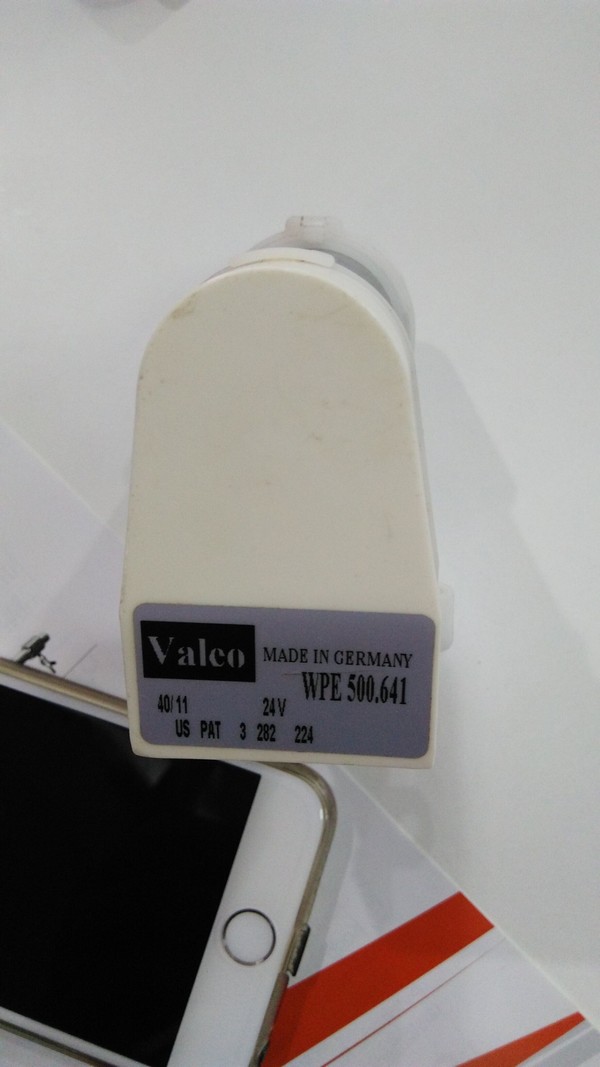 Valco
MADE IN GERMANY
WPE 500.641
40/11 24V
US PAT 3 282 224